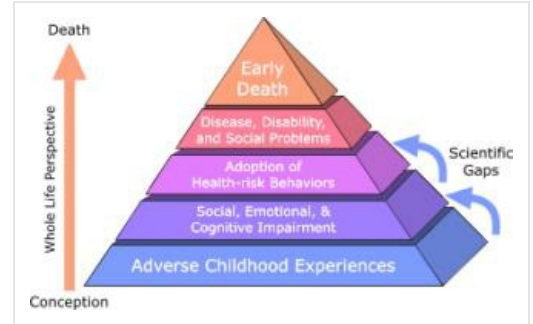 Death
Whole Life Perspective
Conception
Early
Death
Disease, Disability,
and Social Problems
Adoption of
Health-risk Behaviors
Social, Emotional, &
Cognitive Impairment
Adverse Childhood Experiences
Scientific
Gaps